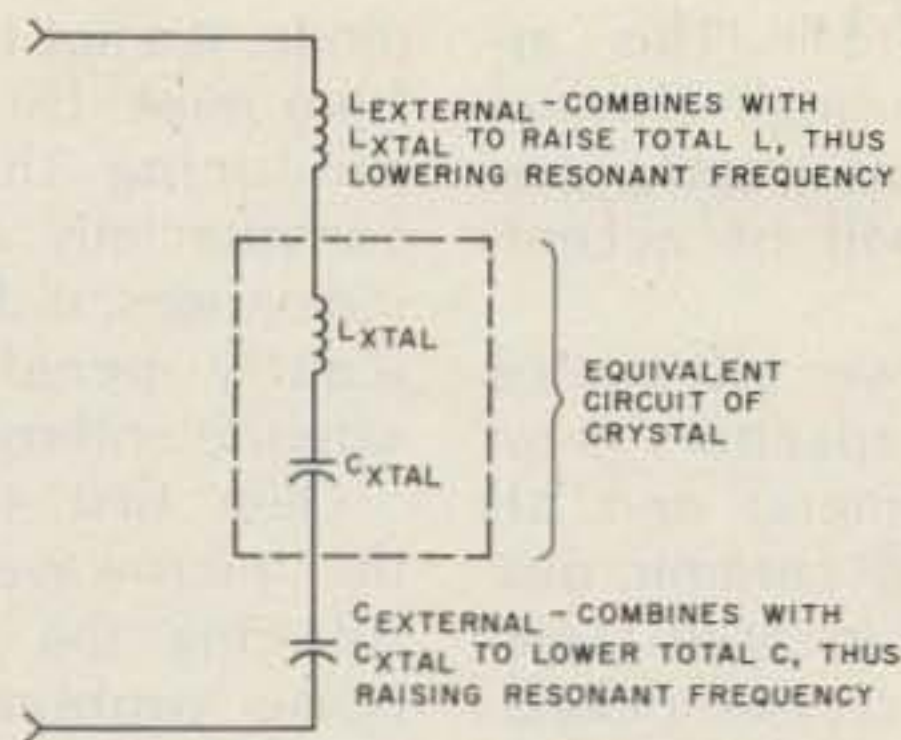 LEXTERNAL - COMBINES WITH
LXTAL TO RAISE TOTAL L, THUS
LOWERING RESONANT FREQUENCY
LXTAL
EQUIVALENT
CIRCUIT OF
CRYSTAL
CXTAL
CEXTERNAL - COMBINES WITH
CXTAL TO LOWER TOTAL C, THUS
RAISING RESONANT FREQUENCY